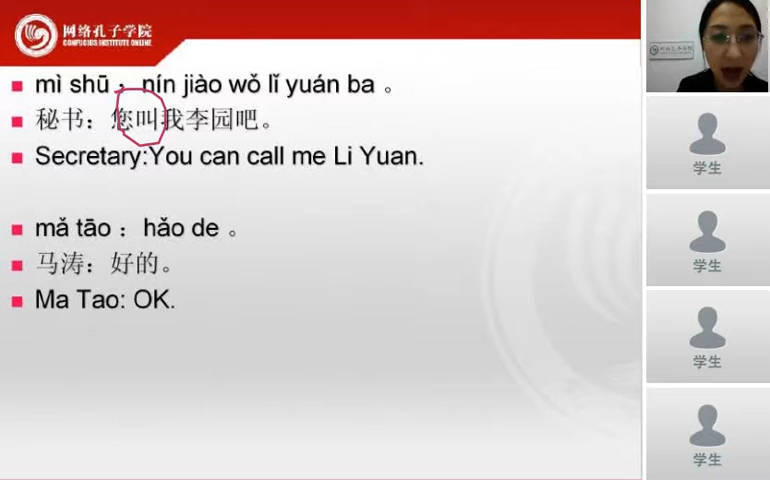 网络孔子学院
CONFUCIUS INSTITUTE ONLINE
mì shū： nín jiào wǒ lǐ yuán ba 。
秘书：您叫我李园吧。
Secretary:You can call me Li Yuan.
mǎ tāo： hǎo de 。
马涛：好的。
Ma Tao: OK.
学生
学生
学生
学生